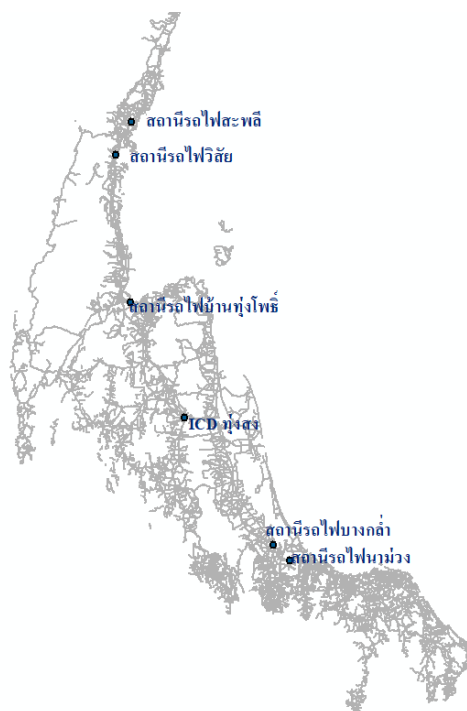 สถานีรถไฟสะพลี
สถานีรถไฟวิสัย
สถานีรถไฟบ้านทุ่งโพธิ์
ICD ทุ่งสง
สถานีรถไฟบางกล่ำ
สถานีรถไฟนาม่วง